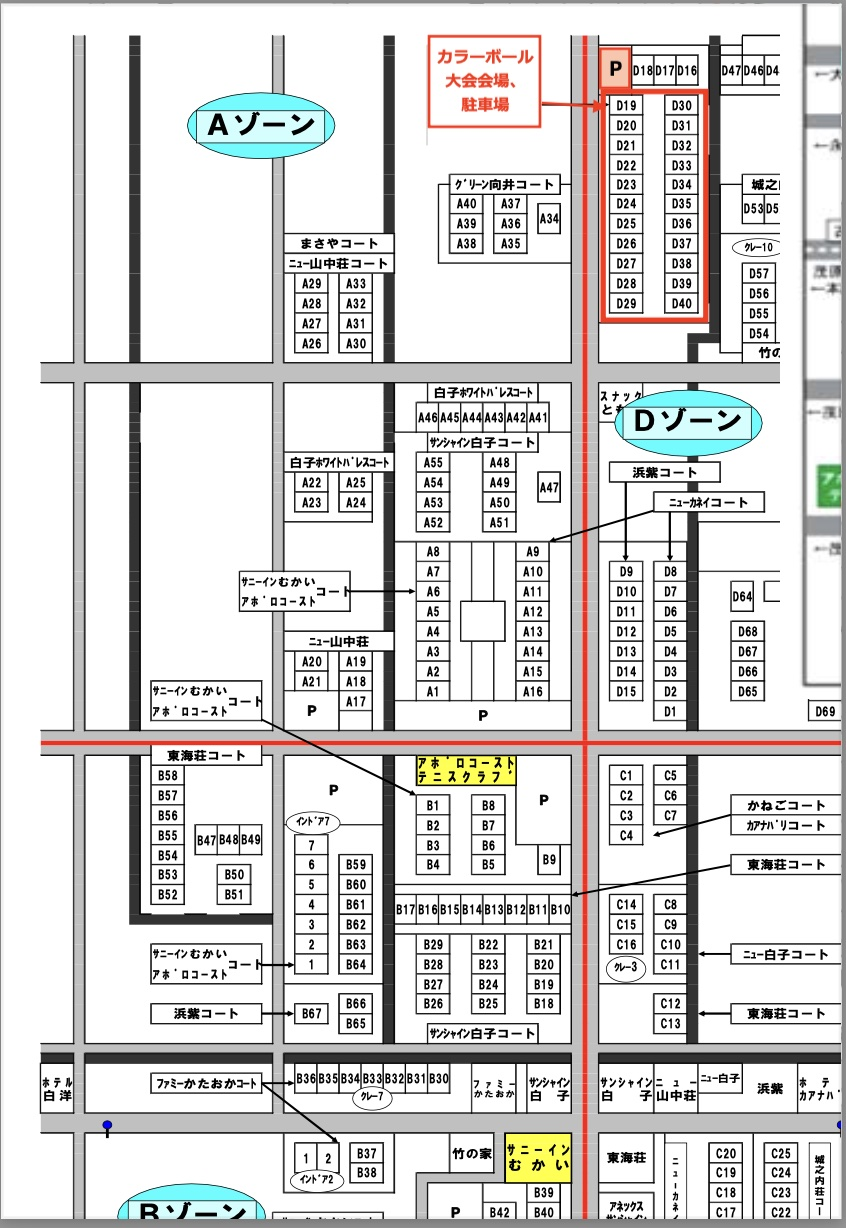 カラーボール
大会会場、
駐車場
P
D18 D17 D16
D47 D46
Aゾーン
D19 D30
D20 D31
D21 D32
D22 D33
D23 D34
D24 D35
D25 D36
D26 D37
D27 D38
D28 D39
D29 D40
グリーン向井コート
A40 A37 A34
A39 A36
A38 A35
D53
クレー10
D57
D56
D55
D54
まさやコート
ニュー山中荘コート
A29 A33
A28 A32
A27 A31
A26 A30
白子ホワイトパレスコート
A46 A45 A44 A43 A42 A41
サンシャイン白子コート
Dゾーン
白子ホワイトパレスコート
A22 A25
A23 A24
A55 A48
A54 A49 A47
A53 A50
A52 A51
浜紫コート
ニューカネイコート
サニーインむかい
アポロコースト
コート
A8 A9
A7 A10
A6 A11
A5 A12
A4 A13
A3 A14
A2 A15
A1 A16
P
D9 D8
D10 D7
D11 D6
D12 D5
D13 D4
D14 D3
D15 D2
D1
D64
D68
D67
D66
D65
D69
ニュー山中荘
A20 A19
A21 A18
A17
P
サニーインむかい
アポロコースト
コート
東海荘コート
B58
B57
B56
B55
B54
B53
B52
B47 B48 B49
B50
B51
P
インドア7
7
6 B59
5 B60
4 B61
3 B62
2 B63
1 B64
アポロコースト
テニスクラブ
P
B1 B8
B2 B7
B3 B6
B4 B5
B9
B17 B16 B15 B14 B13 B12 B11 B10
B29 B22 B21
B28 B23 B20
B27 B24 B19
B26 B25 B18
サンシャイン白子コート
C1 C5
C2 C6
C3 C7
C4
かねごコート
カアナパリコート
東海荘コート
C14 C8
C15 C9
C16 C10
クレー3 C11
C12
C13
ニュー白子コート
東海荘コート
サニーインむかい
アポロコースト
コート
浜紫コート
B67
B66
B65
ホテル
白洋
ファミーかたおかコート
B36 B35 B34 B33 B32 B31 B30
クレー7
ファミー
かたおか
サンシャイン
白子
サンシャイン
白子
ニュー
山中荘
ニュー白子
浜紫
1 2
インドア2
B37
B38
竹の家
サニーイン
むかい
P
B39
B42 B40
東海荘
アネックス
C20 C25
C19 C24
C18 C23
C17 C22
Bゾーン